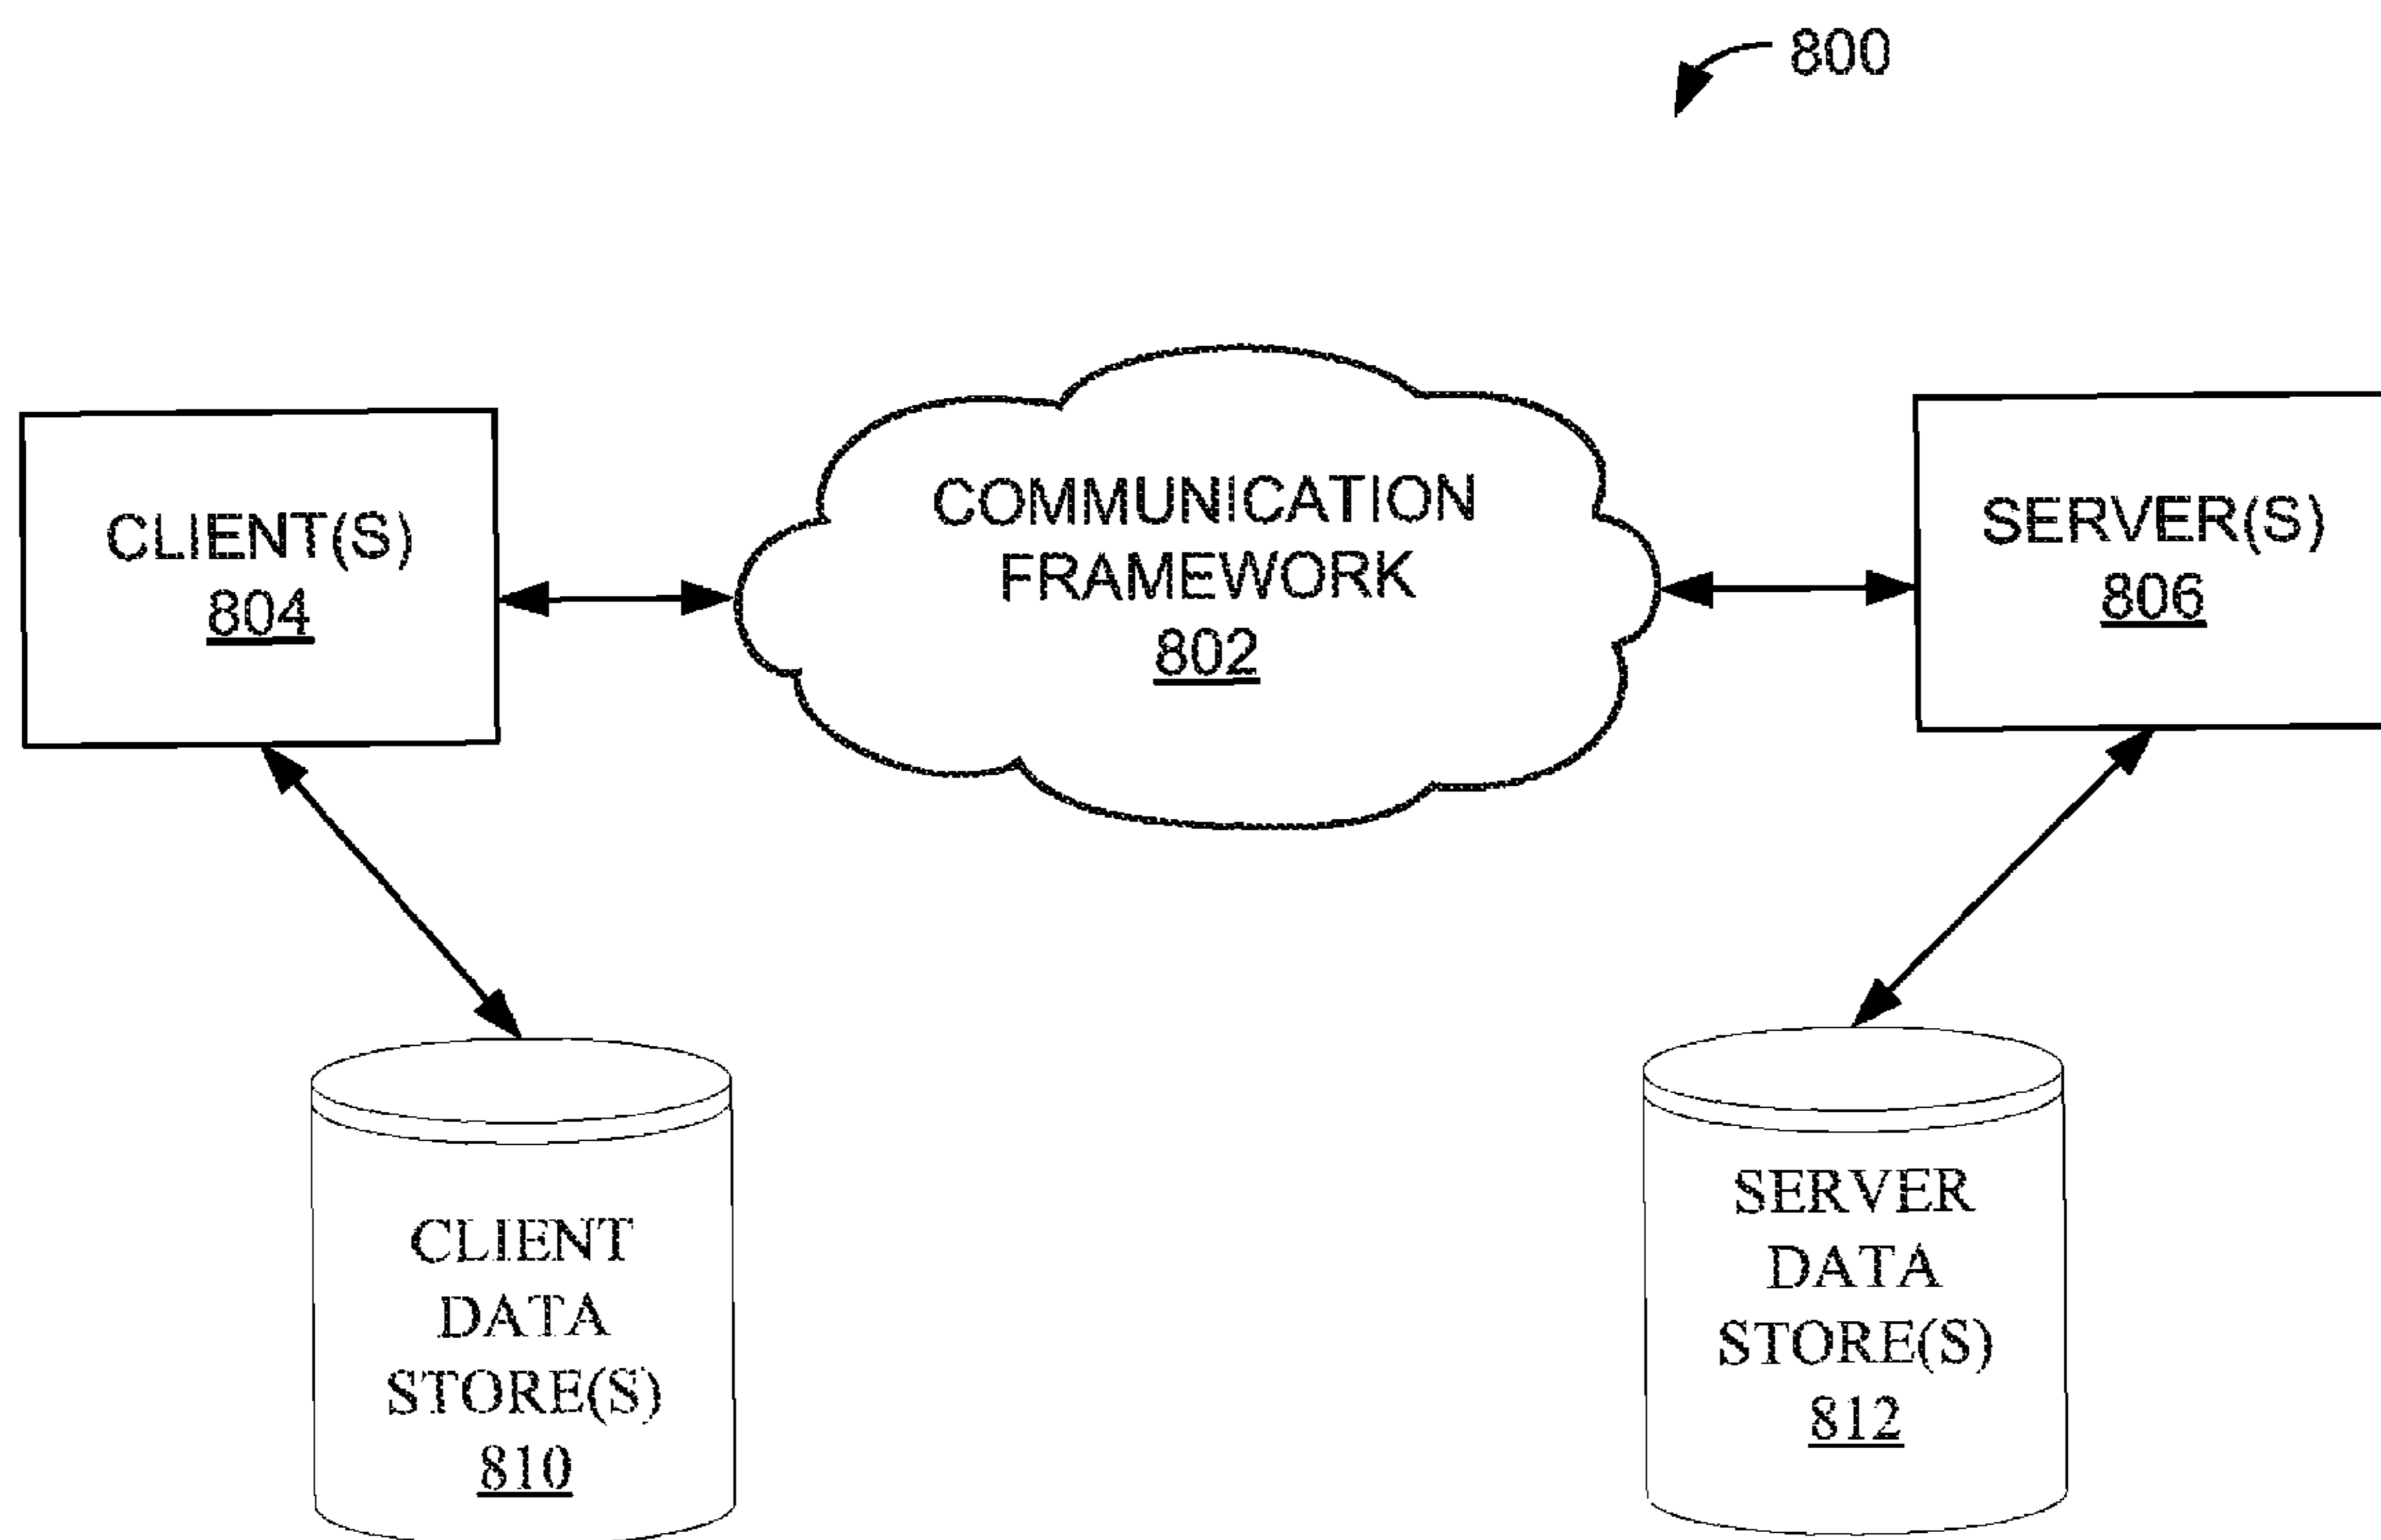 800
CLIENT(S)
804
COMMUNICATION
FRAMEWORK
802
SERVER(S)
806
CLIENT
DATA
STORE(S)
810
SERVER
DATA
STORE(S)
812